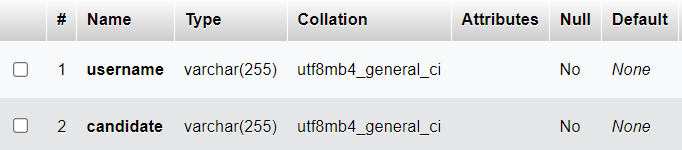 # Name Type Collation Attributes Null Default
1 username varchar(255) utf8mb4_general_ci No None
2 candidate varchar(255) utf8mb4_general_ci No None